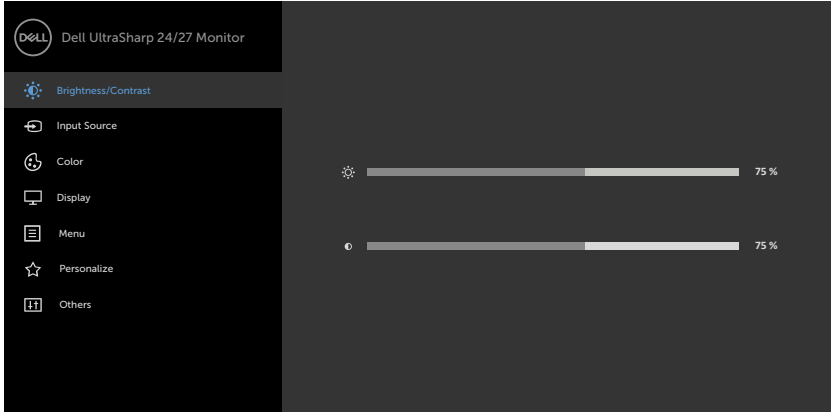 DELL
Dell UltraSharp 24/27 Monitor
Brightness/Contrast
Input Source
Color
Display
Menu
Personalize
Others
75 %
75 %